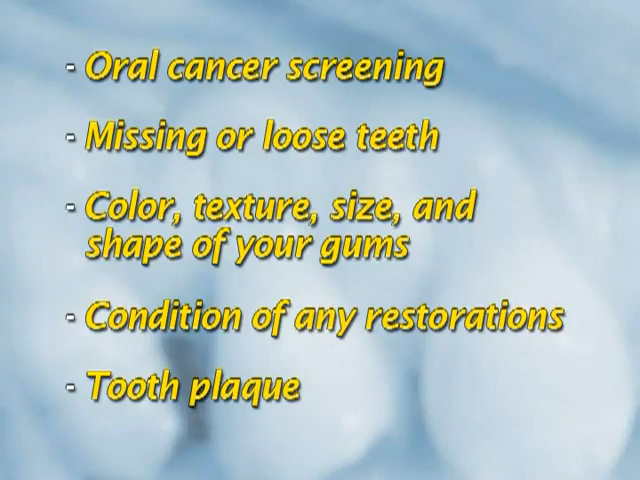 - Oral cancer screening
- Missing or loose teeth
- Color, texture, size, and
shape of your gums
- Condition of any restorations
- Tooth plaque